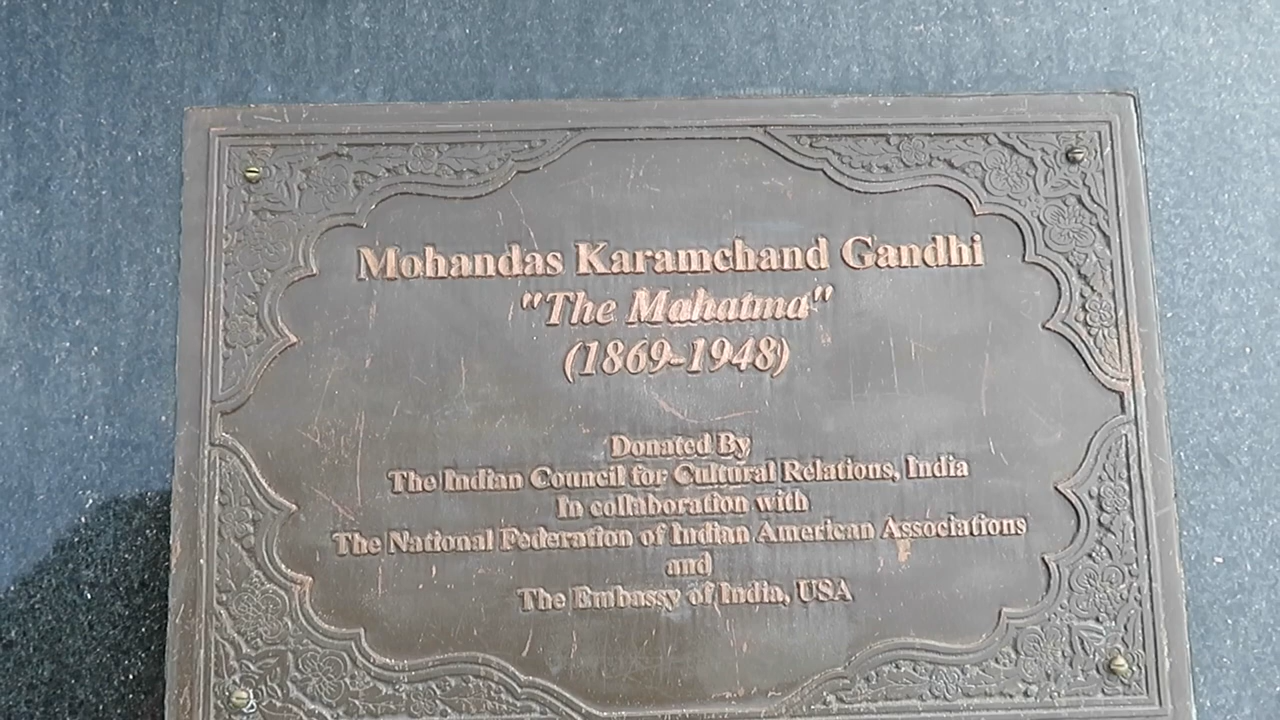 Mohandas Karamchand Gandhi
"The Mahatma"
(1869-1948)
Donated By
The Indian Council for Cultural Relations, India
In collaboration with
The National Federation of Indian American Associations
and
The Embassy of India, USA